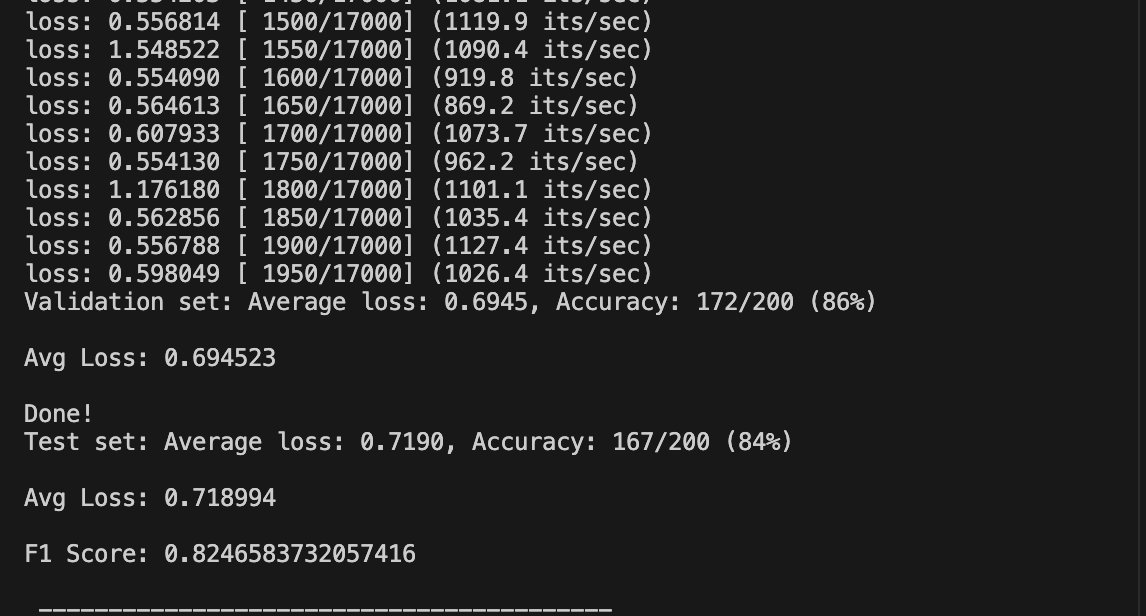 loss: 0.556814 [ 1500/17000] (1119.9 its/sec)
loss: 1.548522 [ 1550/17000] (1090.4 its/sec)
loss: 0.554090 [ 1600/17000] (919.8 its/sec)
loss: 0.564613 [ 1650/17000] (869.2 its/sec)
loss: 0.607933 [ 1700/17000] (1073.7 its/sec)
loss: 0.554130 [ 1750/17000] (962.2 its/sec)
loss: 1.176180 [ 1800/17000] (1101.1 its/sec)
loss: 0.562856 [ 1850/17000] (1035.4 its/sec)
loss: 0.556788 [ 1900/17000] (1127.4 its/sec)
loss: 0.598049 [ 1950/17000] (1026.4 its/sec)
Validation set: Average loss: 0.6945, Accuracy: 172/200 (86%)
Avg Loss: 0.694523
Done!
Test set: Average loss: 0.7190, Accuracy: 167/200 (84%)
Avg Loss: 0.718994
F1 Score: 0.8246583732057416
_________________________________________